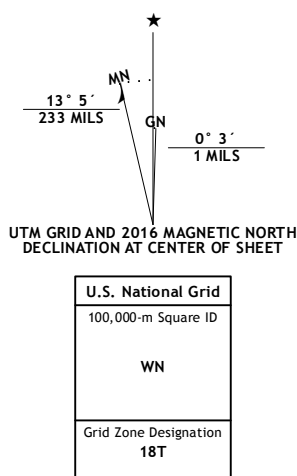 ★
MN
GN
13° 5´
233 MILS
0° 3´
1 MILS
UTM GRID AND 2016 MAGNETIC NORTH
DECLINATION AT CENTER OF SHEET
U.S. National Grid
100,000-m Square ID
WN
Grid Zone Designation
18T